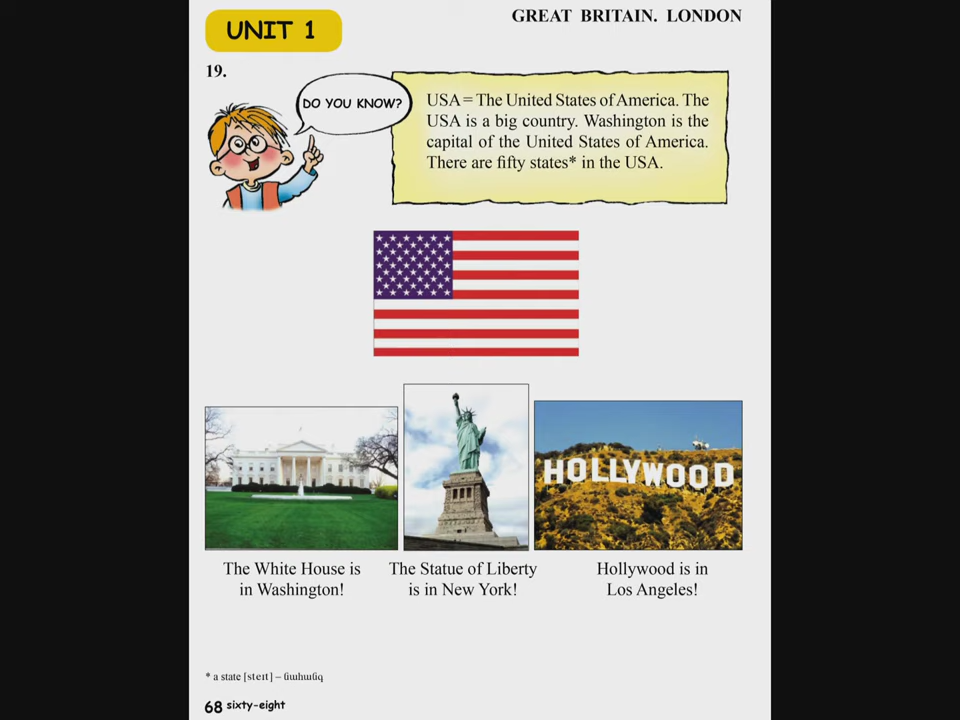 UNIT 1
GREAT BRITAIN. LONDON
19.
DO YOU KNOW?
USA = The United States of America. The
USA is a big country. Washington is the
capital of the United States of America.
There are fifty states* in the USA.
HOLLYWOOD
The White House is
in Washington!
The Statue of Liberty
is in New York!
Hollywood is in
Los Angeles!
* a state [steɪt] – նահանգ
68 sixty-eight